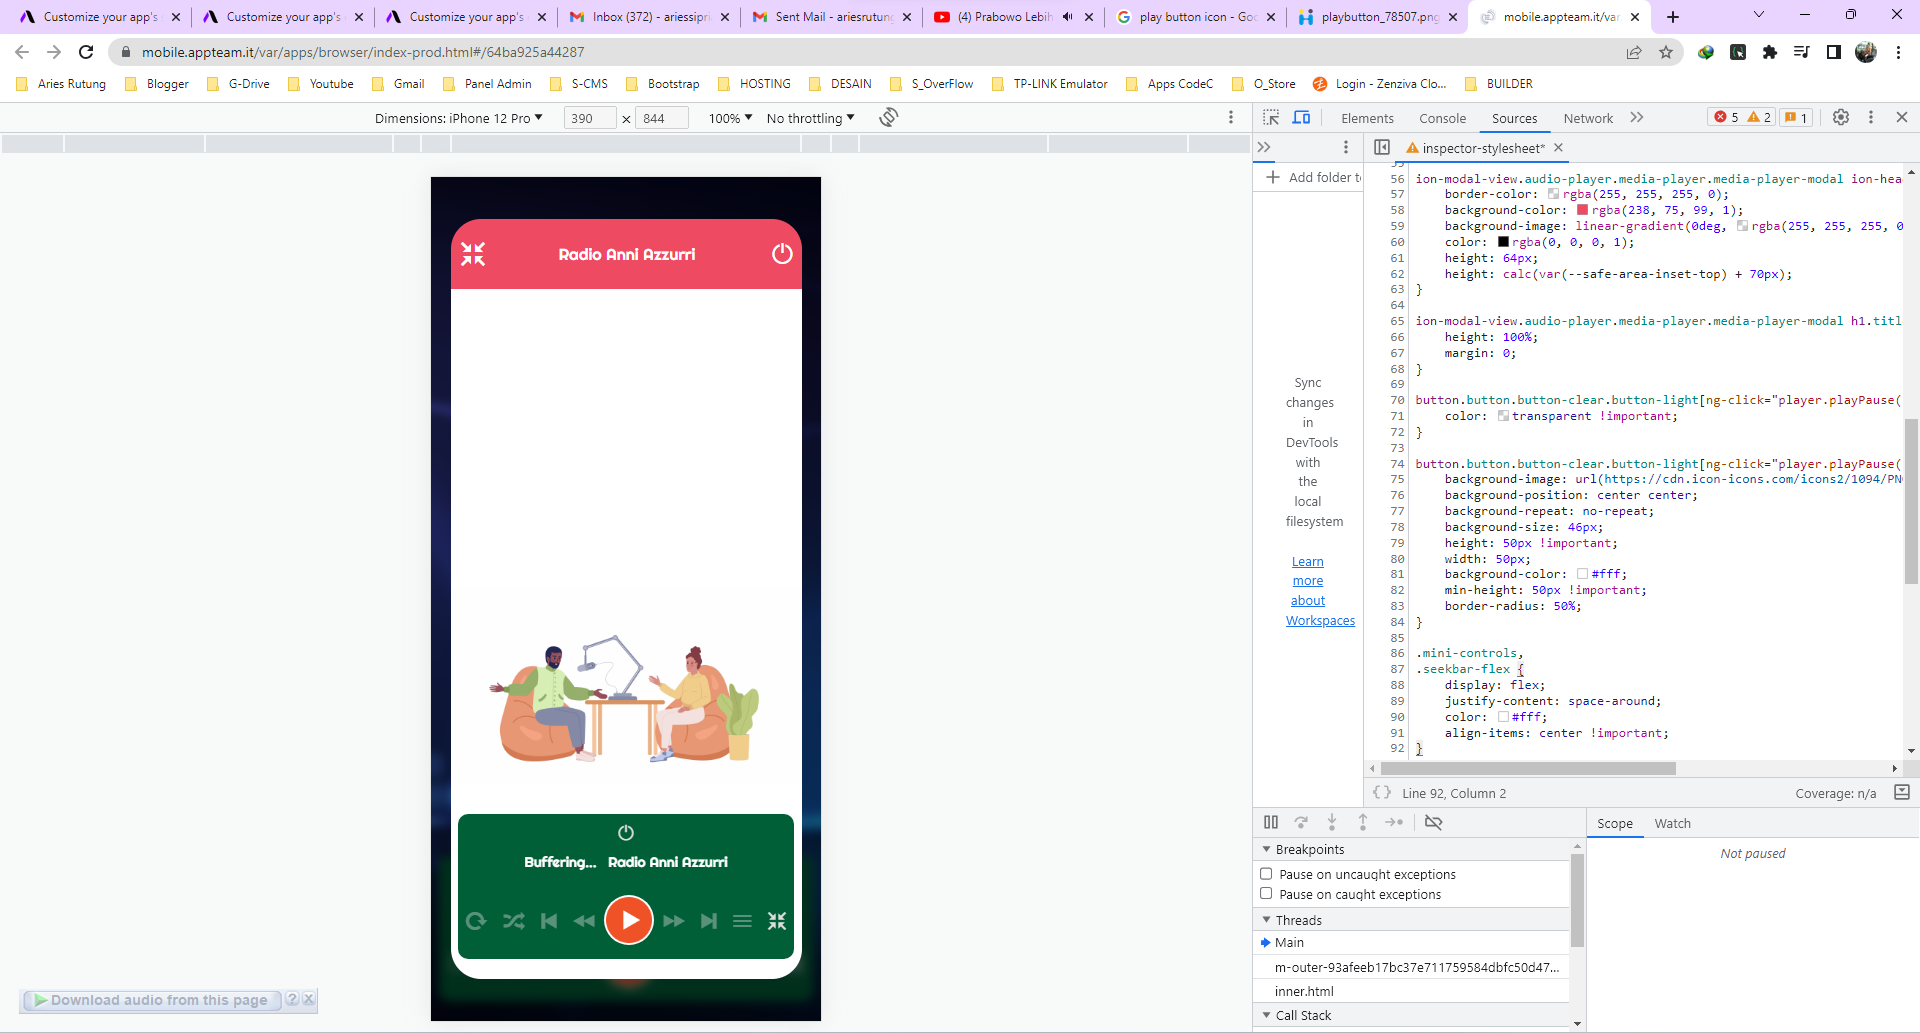 Customize your app's
Customize your app's
Customize your app's
Inbox (372) - ariessipri
Sent Mail - ariesrutung
(4) Prabowo Lebih
play button icon - Goo
playbutton_78507.png
mobile.appteam.it/var
mobile.appteam.it/var/apps/browser/index-prod.html#/64ba925a44287
Aries Rutung
Blogger
G-Drive
Youtube
Gmail
Panel Admin
S-CMS
Bootstrap
HOSTING
DESAIN
S_OverFlow
TP-LINK Emulator
Apps CodeC
O_Store
Login - Zenziva Clo...
BUILDER
Dimensions: iPhone 12 Pro
390 × 844
100%
No throttling
Elements
Console
Sources
Network
5
2
1
Radio Anni Azzurri
Buffering... Radio Anni Azzurri
Download audio from this page
Add folder to
Sync
changes
in
DevTools
with
the
local
filesystem
Learn
more
about
Workspaces
inspector-stylesheet*
56 ion-modal-view.audio-player.media-player.media-player-modal ion-hea
57 border-color: rgba(255, 255, 255, 0);
58 background-color: rgba(238, 75, 99, 1);
59 background-image: linear-gradient(0deg, rgba(255, 255, 255, 0
60 color: rgba(0, 0, 0, 1);
61 height: 64px;
62 height: calc(var(--safe-area-inset-top) + 70px);
63 }
64
65 ion-modal-view.audio-player.media-player.media-player-modal h1.titl
66 height: 100%;
67 margin: 0;
68 }
69
70 button.button.button-clear.button-light[ng-click="player.playPause(
71 color: transparent !important;
72 }
73
74 button.button.button-clear.button-light[ng-click="player.playPause(
75 background-image: url(https://cdn.icon-icons.com/icons2/1094/PN
76 background-position: center center;
77 background-repeat: no-repeat;
78 background-size: 46px;
79 height: 50px !important;
80 width: 50px;
81 background-color: #fff;
82 min-height: 50px !important;
83 border-radius: 50%;
84 }
85
86 .mini-controls,
87 .seekbar-flex {
88 display: flex;
89 justify-content: space-around;
90 color: #fff;
91 align-items: center !important;
92 }
{ } Line 92, Column 2
Coverage: n/a
Breakpoints
Pause on uncaught exceptions
Pause on caught exceptions
Threads
Main
m-outer-93afeeb17bc37e711759584dbfc50d47...
inner.html
Call Stack
Scope
Watch
Not paused